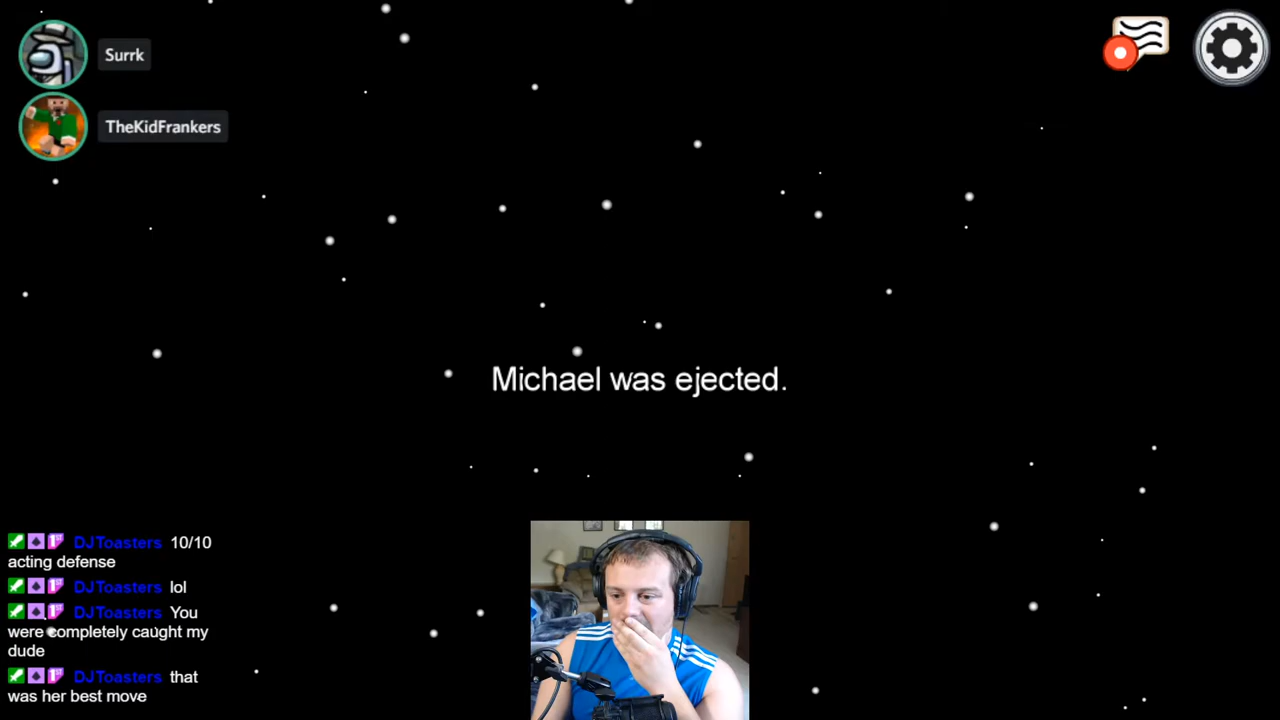 Surrk
TheKidFrankers
Michael was ejected.
DJToasters 10/10
acting defense
DJToasters lol
DJToasters You
were completely caught my
dude
DJToasters that
was her best move